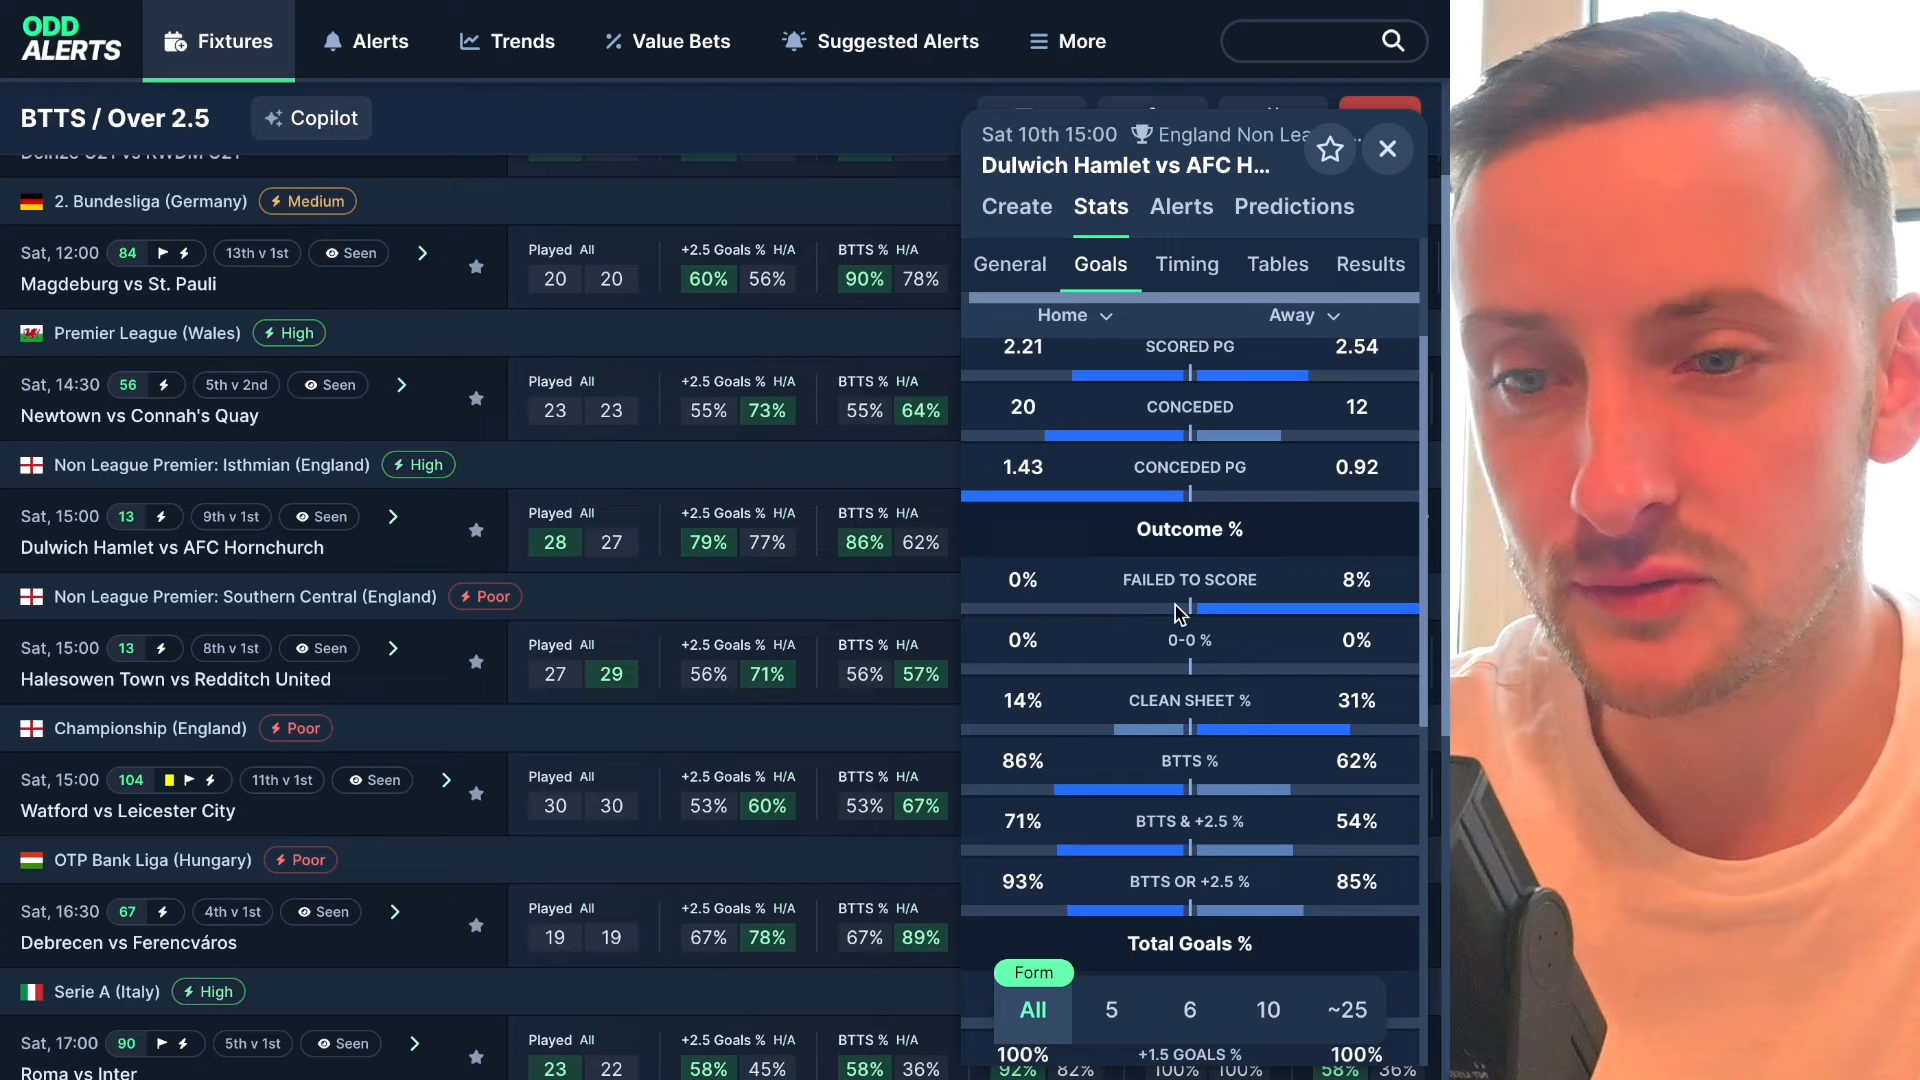 ODD
ALERTS
Fixtures
Alerts
Trends
Value Bets
Suggested Alerts
More
BTTS / Over 2.5
Copilot
2. Bundesliga (Germany) Medium
Sat, 12:00 84 13th v 1st Seen
Magdeburg vs St. Pauli
Played All +2.5 Goals % H/A BTTS % H/A
20 20 60% 56% 90% 78%
Premier League (Wales) High
Sat, 14:30 56 5th v 2nd Seen
Newtown vs Connah's Quay
Played All +2.5 Goals % H/A BTTS % H/A
23 23 55% 73% 55% 64%
Non League Premier: Isthmian (England) High
Sat, 15:00 13 9th v 1st Seen
Dulwich Hamlet vs AFC Hornchurch
Played All +2.5 Goals % H/A BTTS % H/A
28 27 79% 77% 86% 62%
Non League Premier: Southern Central (England) Poor
Sat, 15:00 13 8th v 1st Seen
Halesowen Town vs Redditch United
Played All +2.5 Goals % H/A BTTS % H/A
27 29 56% 71% 56% 57%
Championship (England) Poor
Sat, 15:00 104 11th v 1st Seen
Watford vs Leicester City
Played All +2.5 Goals % H/A BTTS % H/A
30 30 53% 60% 53% 67%
OTP Bank Liga (Hungary) Poor
Sat, 16:30 67 4th v 1st Seen
Debrecen vs Ferencváros
Played All +2.5 Goals % H/A BTTS % H/A
19 19 67% 78% 67% 89%
Serie A (Italy) High
Sat, 17:00 90 5th v 1st Seen
Roma vs Inter
Played All +2.5 Goals % H/A BTTS % H/A
23 22 58% 45% 58% 36% 92% 82% 100% 100% 58% 36%
Sat 10th 15:00 England Non Lea...
Dulwich Hamlet vs AFC H...
Create Stats Alerts Predictions
General Goals Timing Tables Results
Home Away
2.21 SCORED PG 2.54
20 CONCEDED 12
1.43 CONCEDED PG 0.92
Outcome %
0% FAILED TO SCORE 8%
0% 0-0 % 0%
14% CLEAN SHEET % 31%
86% BTTS % 62%
71% BTTS & +2.5 % 54%
93% BTTS OR +2.5 % 85%
Total Goals %
Form
All 5 6 10 ~25
100% +1.5 GOALS % 100%